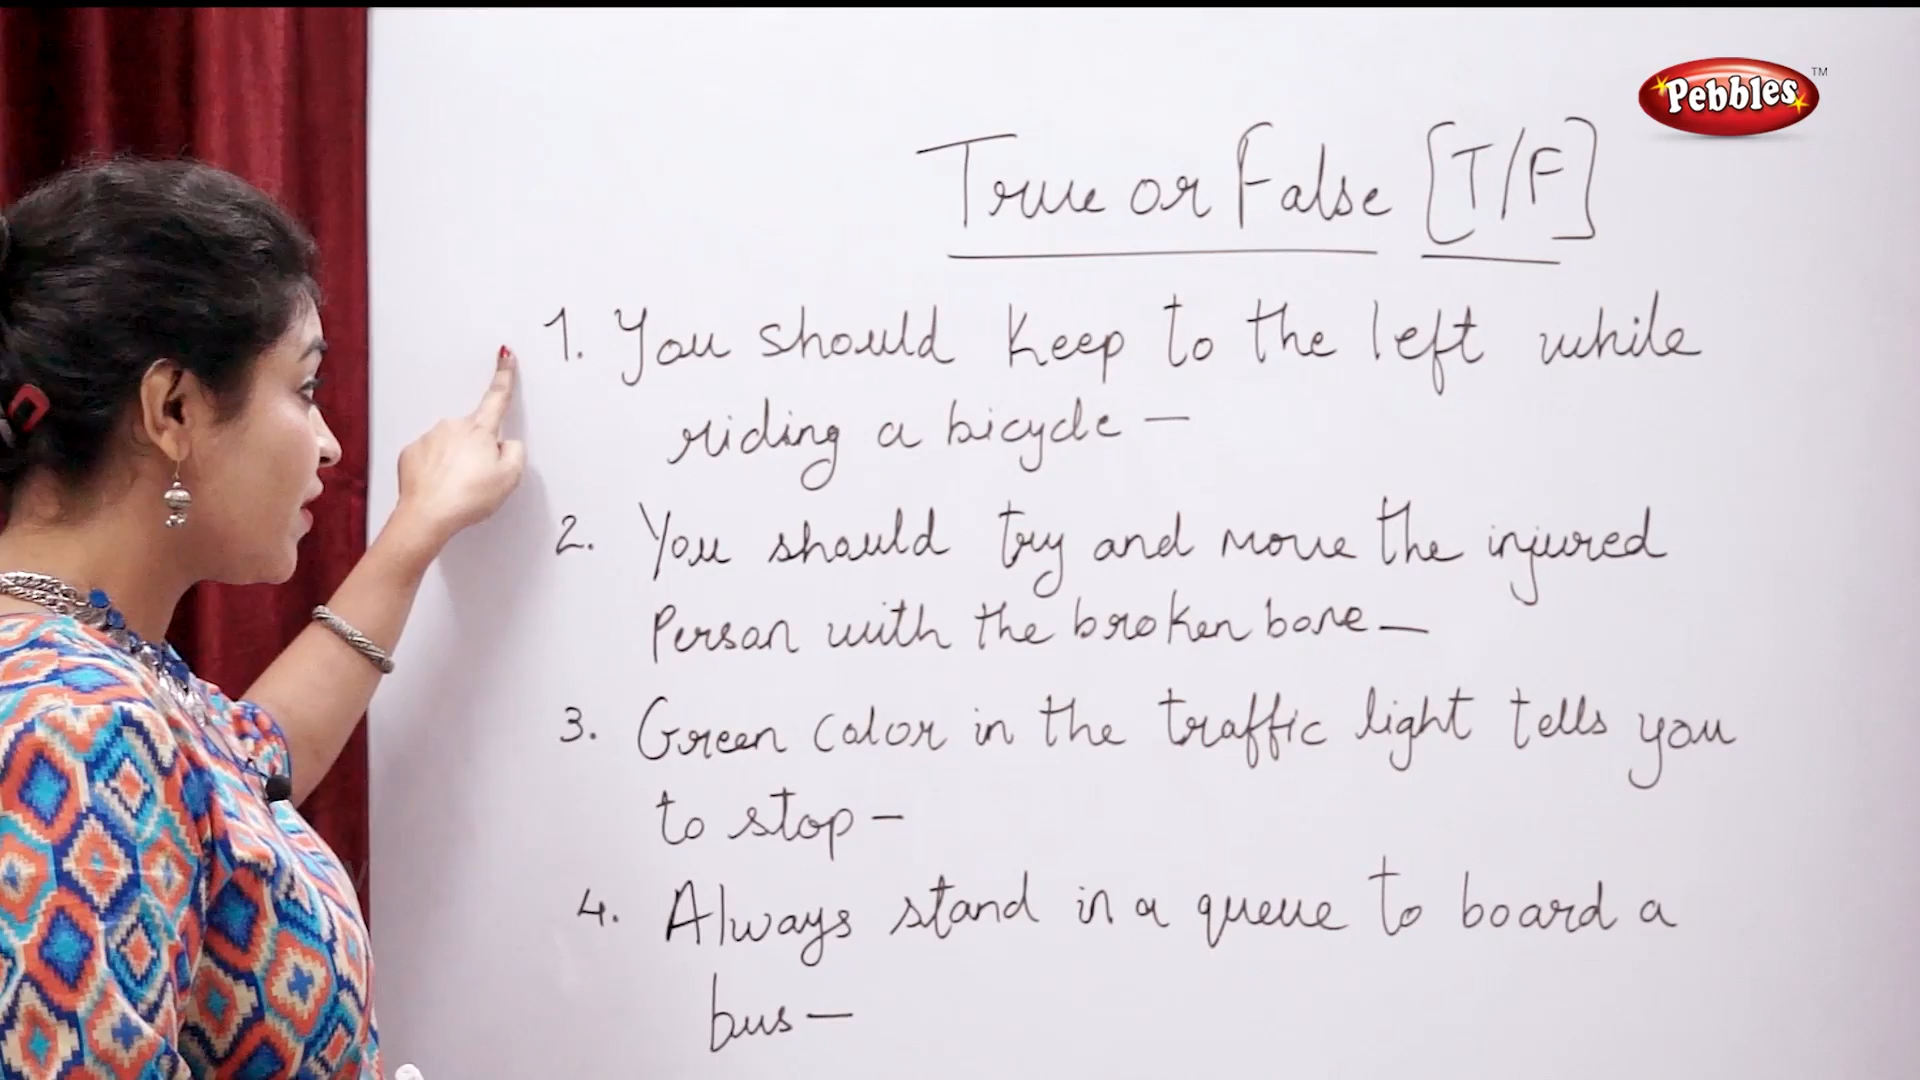 Pebbles TM
True or False [T/F]
1. You should keep to the left while
riding a bicycle —
2. You should try and move the injured
Person with the broken bone —
3. Green color in the traffic light tells you
to stop —
4. Always stand in a queue to board a
bus —